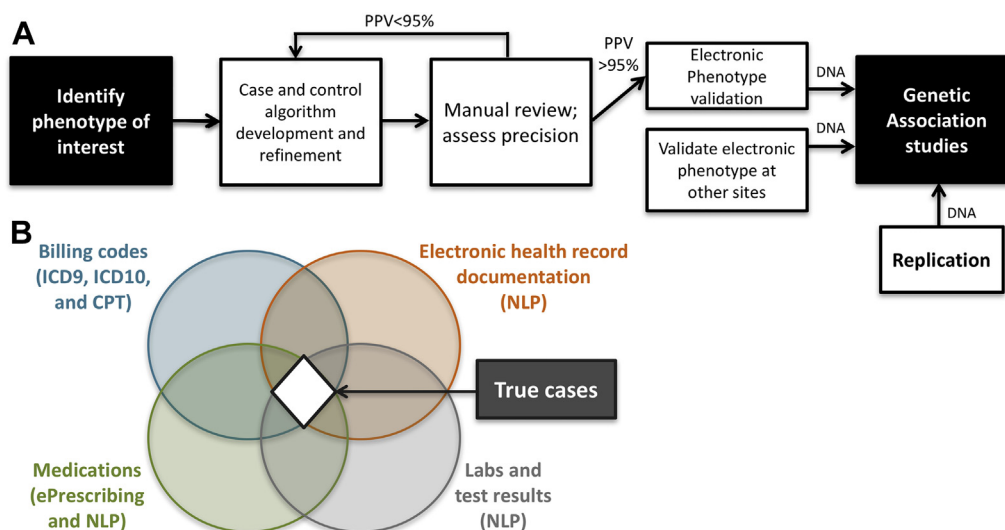 A
PPV<95%
Identify
phenotype of
interest
Case and control
algorithm
development and
refinement
Manual review;
assess precision
PPV
>95%
Electronic
Phenotype
validation
DNA
Validate electronic
phenotype at
other sites
DNA
Genetic
Association
studies
DNA
Replication
B
Billing codes
(ICD9, ICD10,
and CPT)
Electronic health record
documentation
(NLP)
True cases
Medications
(ePrescribing
and NLP)
Labs and
test results
(NLP)